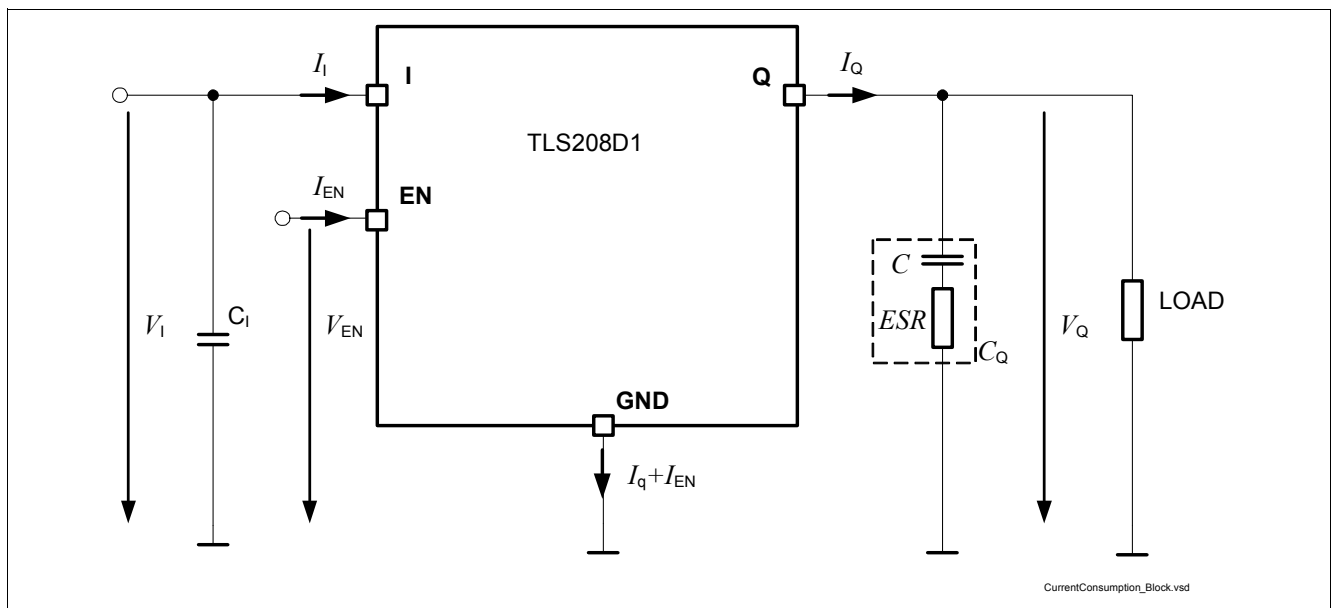 I_I
I
Q
I_Q
TLS208D1
I_EN
EN
C
ESR
C_Q
V_I
C_I
V_EN
V_Q
LOAD
GND
I_q+I_EN
CurrentConsumption_Block.vsd